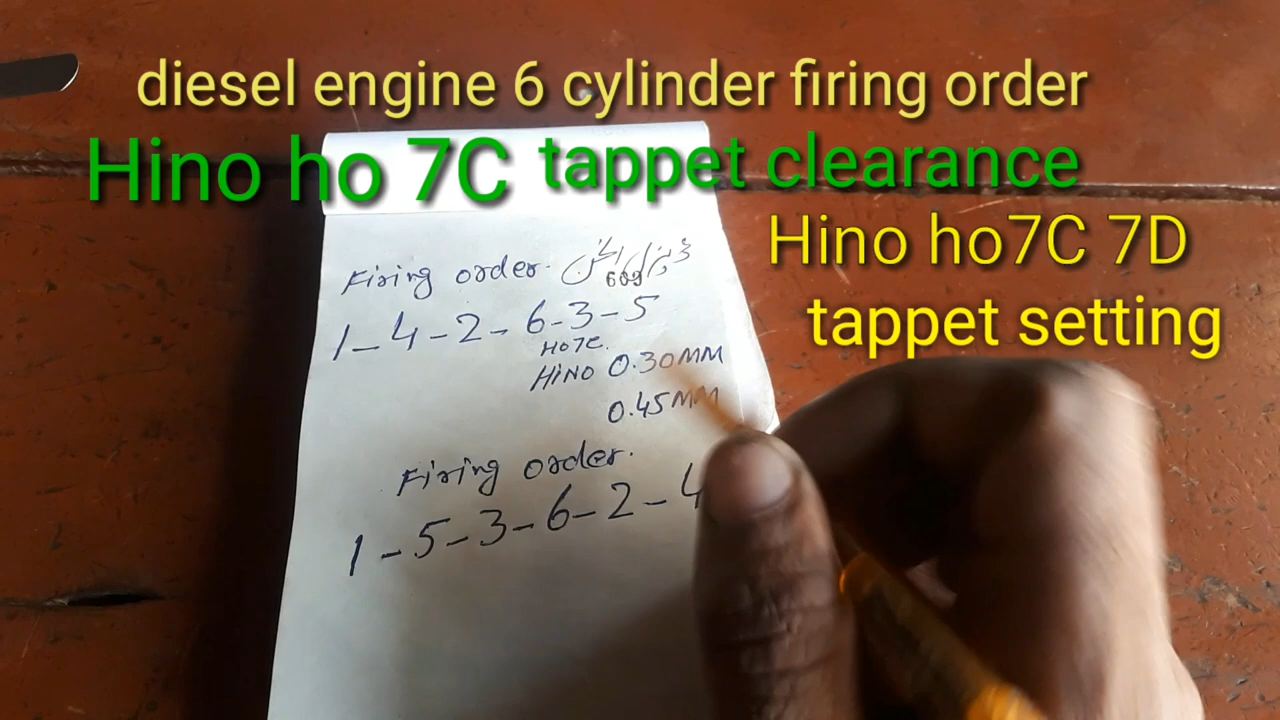 diesel engine 6 cylinder firing order
Hino ho 7C tappet clearance
Hino ho7C 7D
tappet setting
Firing order.
1-4-2-6-3-5
HO7C.
HINO 0.30MM
0.45MM
Firing order.
1-5-3-6-2-4